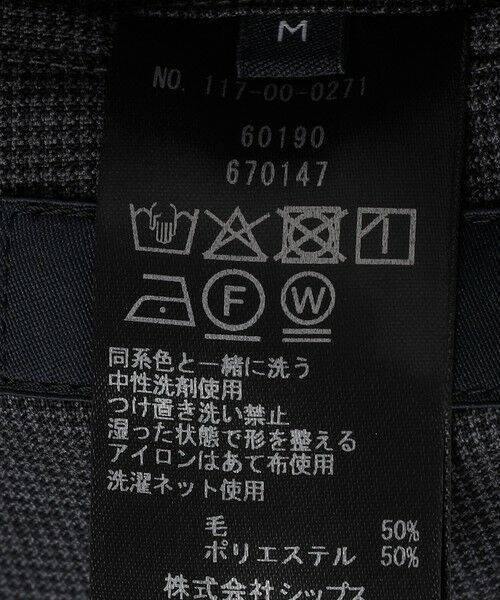 M
NO. 117-00-0271
60190
670147
F W
同系色と一緒に洗う
中性洗剤使用
つけ置き洗い禁止
湿った状態で形を整える
アイロンはあて布使用
洗濯ネット使用
毛 50%
ポリエステル 50%
株式会社シップス